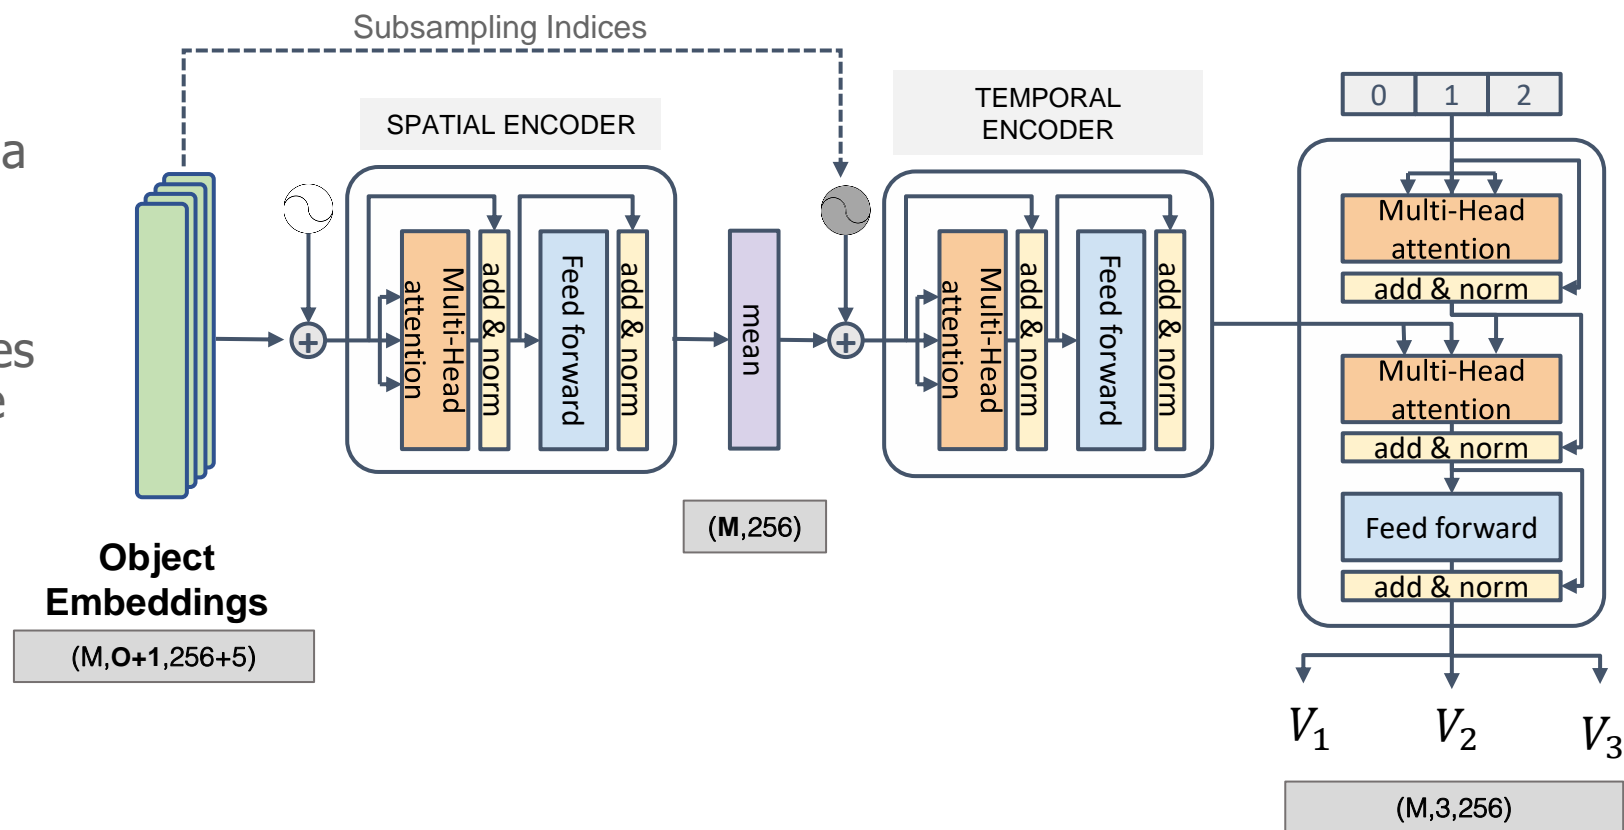 Subsampling Indices
a
es
e
SPATIAL ENCODER
TEMPORAL
ENCODER
0 1 2
Multi-Head
attention
add & norm
Feed forward
add & norm
mean
Multi-Head
attention
add & norm
Feed forward
add & norm
Multi-Head
attention
add & norm
Multi-Head
attention
add & norm
Feed forward
add & norm
(M,256)
Object
Embeddings
(M,O+1,256+5)
V₁ V₂ V₃
(M,3,256)